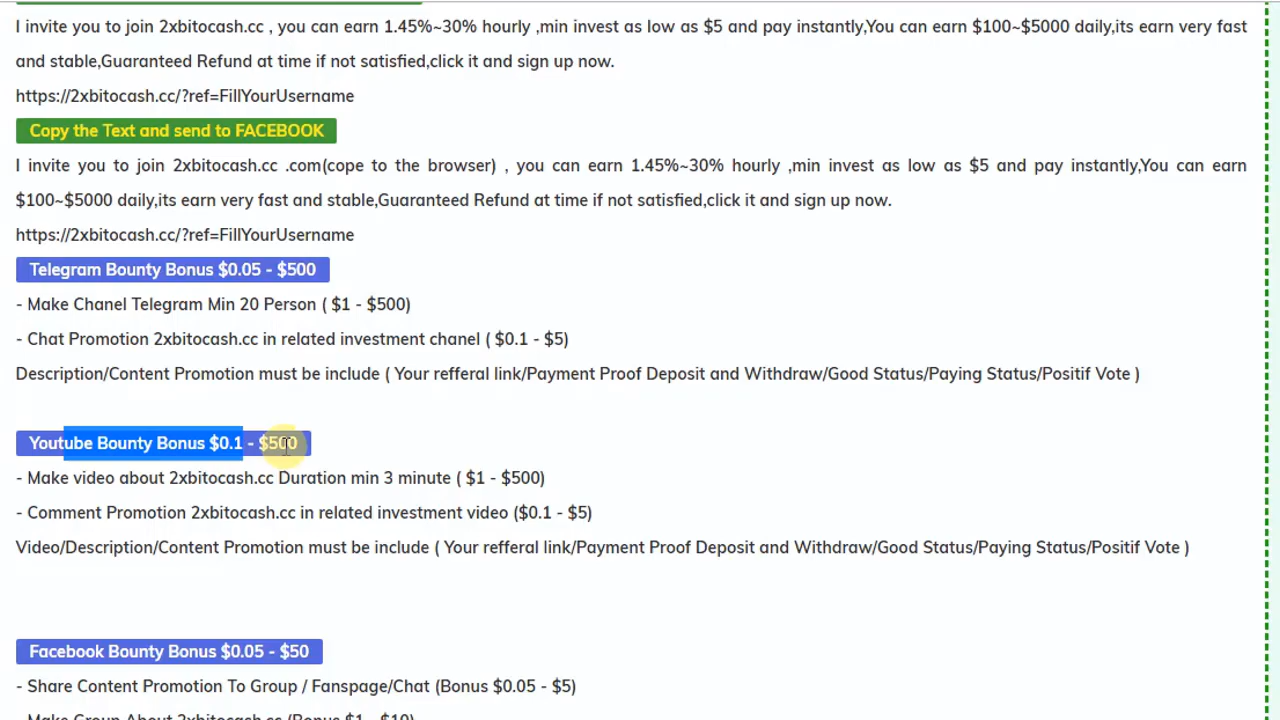 I invite you to join 2xbitocash.cc , you can earn 1.45%~30% hourly ,min invest as low as $5 and pay instantly,You can earn $100~$5000 daily,its earn very fast
and stable,Guaranteed Refund at time if not satisfied,click it and sign up now.
https://2xbitocash.cc/?ref=FillYourUsername
Copy the Text and send to FACEBOOK
I invite you to join 2xbitocash.cc .com(cope to the browser) , you can earn 1.45%~30% hourly ,min invest as low as $5 and pay instantly,You can earn
$100~$5000 daily,its earn very fast and stable,Guaranteed Refund at time if not satisfied,click it and sign up now.
https://2xbitocash.cc/?ref=FillYourUsername
Telegram Bounty Bonus $0.05 - $500
- Make Chanel Telegram Min 20 Person ( $1 - $500)
- Chat Promotion 2xbitocash.cc in related investment chanel ( $0.1 - $5)
Description/Content Promotion must be include ( Your refferal link/Payment Proof Deposit and Withdraw/Good Status/Paying Status/Positif Vote )
Youtube Bounty Bonus $0.1 - $500
- Make video about 2xbitocash.cc Duration min 3 minute ( $1 - $500)
- Comment Promotion 2xbitocash.cc in related investment video ($0.1 - $5)
Video/Description/Content Promotion must be include ( Your refferal link/Payment Proof Deposit and Withdraw/Good Status/Paying Status/Positif Vote )
Facebook Bounty Bonus $0.05 - $50
- Share Content Promotion To Group / Fanspage/Chat (Bonus $0.05 - $5)
- Make Group About 2xbitocash.cc (Bonus $1 - $10)